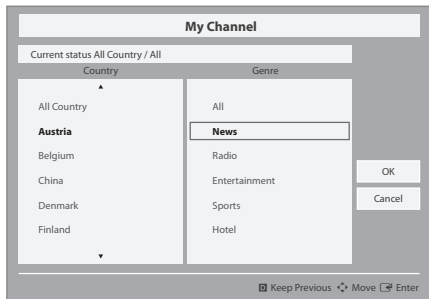 My Channel
Current status All Country / All
Country Genre
All Country All
Austria News
Belgium Radio
China Entertainment
Denmark Sports
Finland Hotel
OK
Cancel
D Keep Previous Move Enter